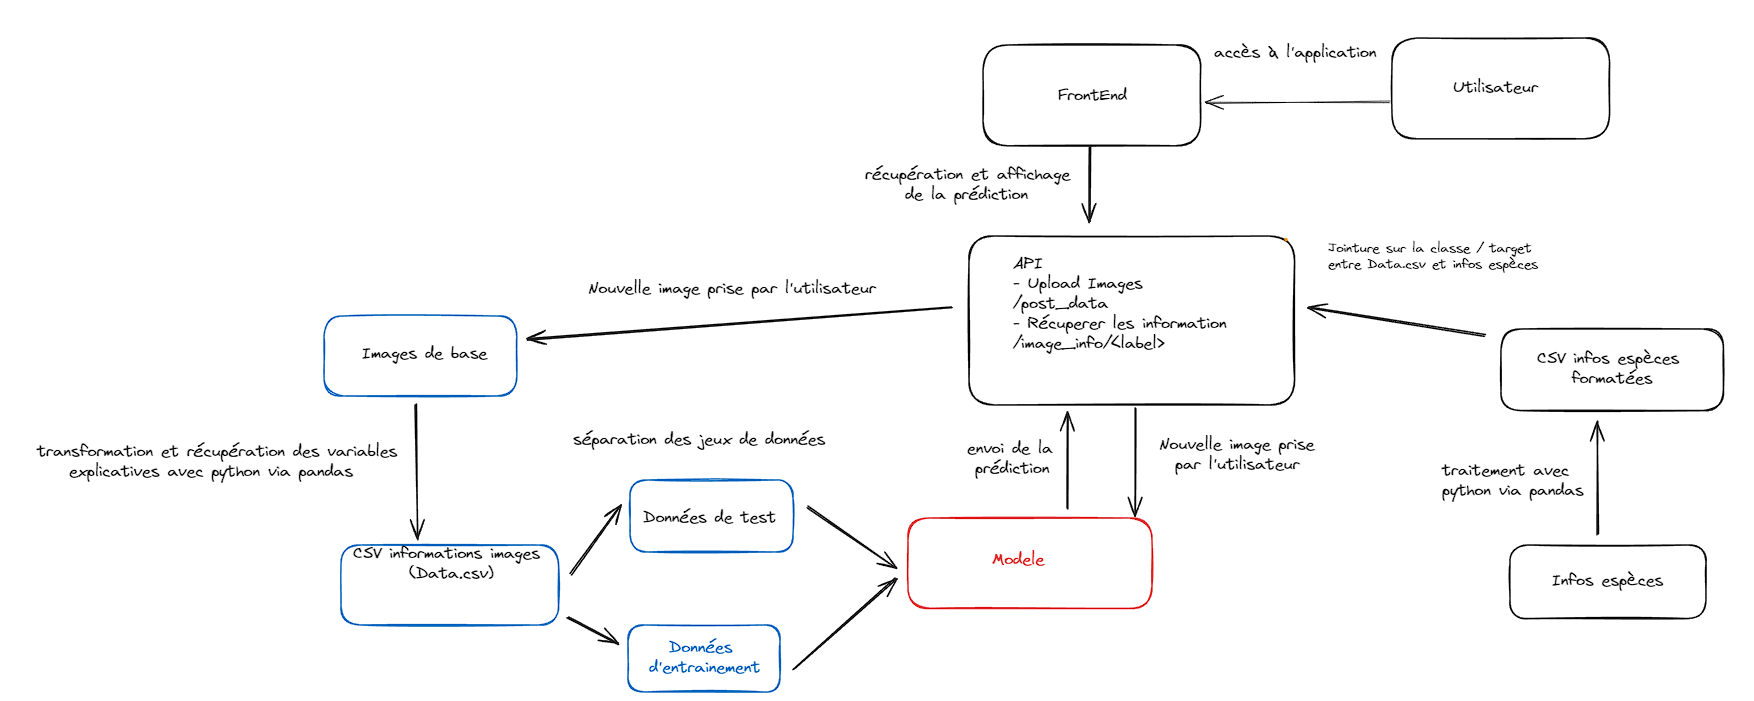 accès à l'application
Utilisateur
FrontEnd
récupération et affichage
de la prédiction
API
- Upload Images
/post_data
- Récuperer les information
/image_info/<label>
Jointure sur la classe / target
entre Data.csv et infos espèces
Nouvelle image prise par l'utilisateur
Images de base
CSV infos espèces
formatées
transformation et récupération des variables
explicatives avec python via pandas
séparation des jeux de données
envoi de la
prédiction
Nouvelle image prise
par l'utilisateur
traitement avec
python via pandas
Données de test
CSV informations images
(Data.csv)
Modele
Infos espèces
Données
d'entrainement